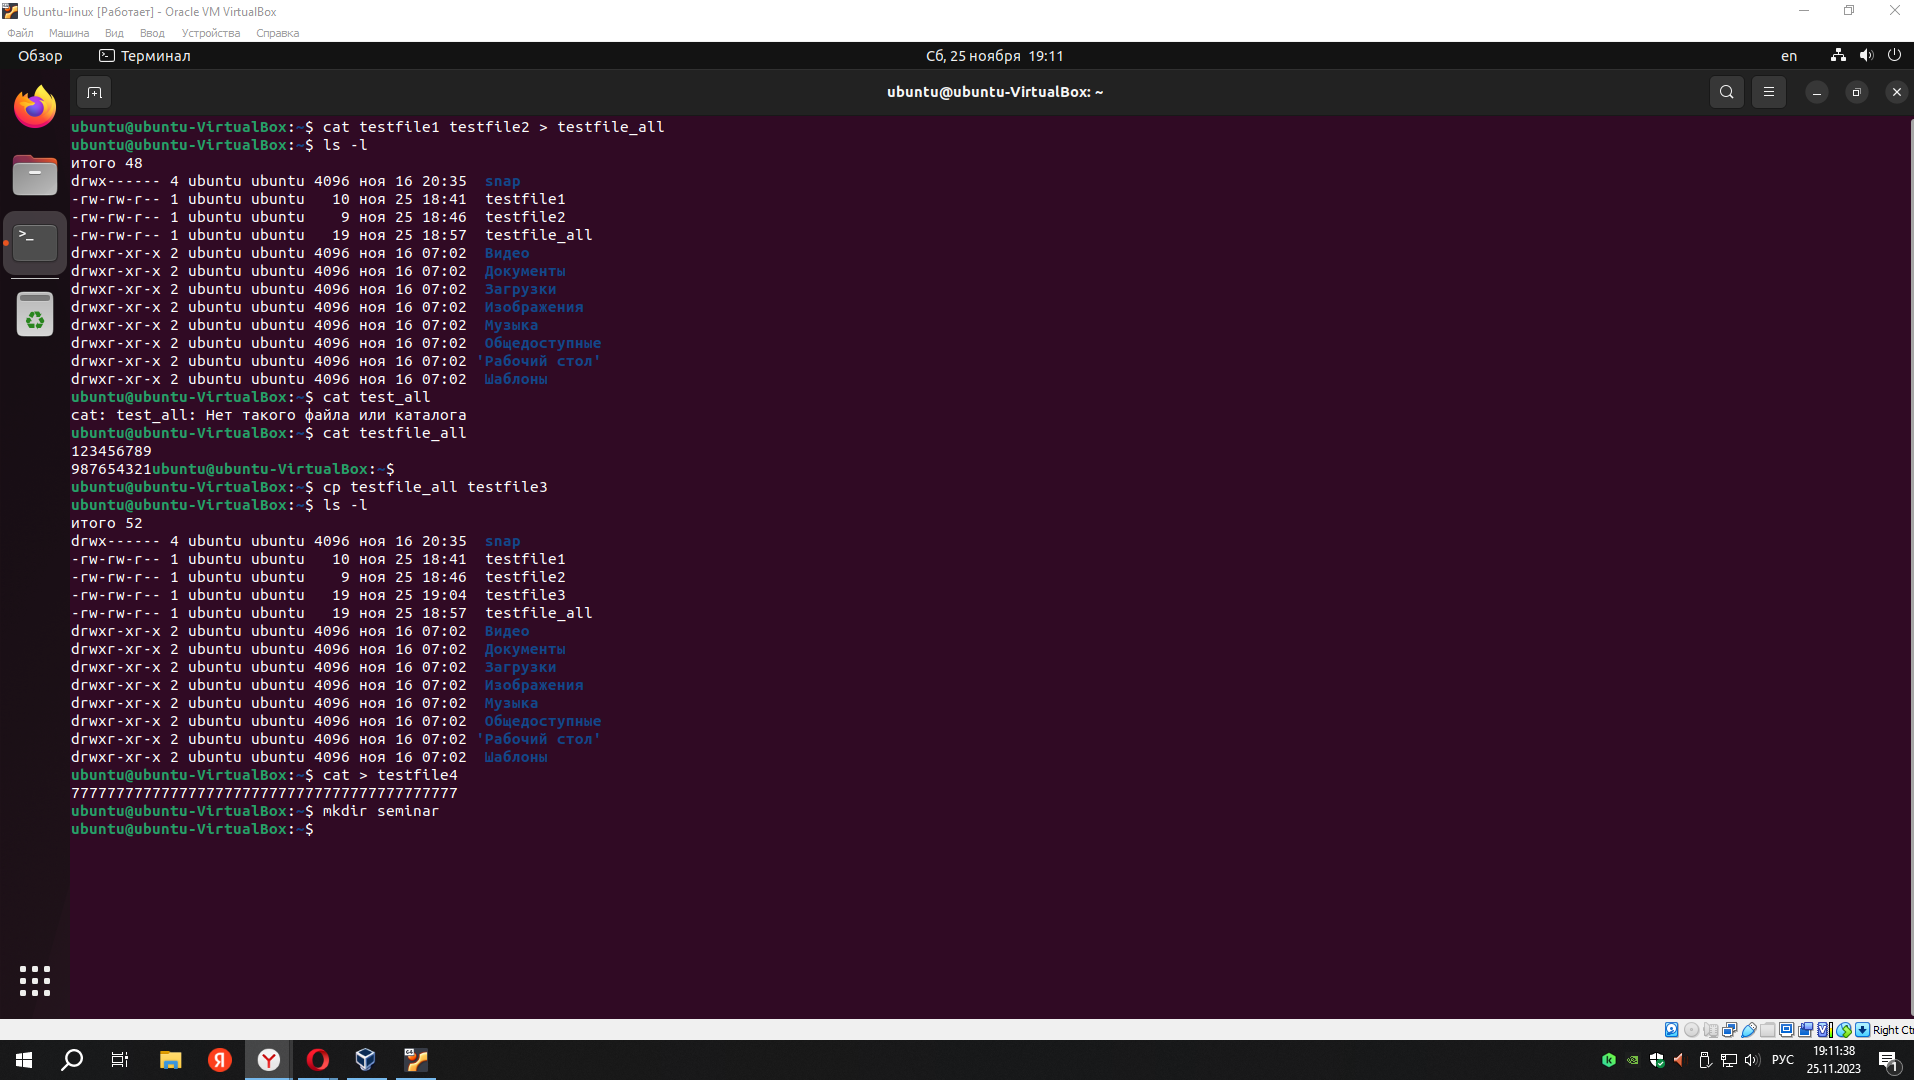 Ubuntu-linux [Работает] - Oracle VM VirtualBox
Файл Машина Вид Ввод Устройства Справка
Обзор Терминал Сб, 25 ноября 19:11 en
ubuntu@ubuntu-VirtualBox: ~
ubuntu@ubuntu-VirtualBox:~$ cat testfile1 testfile2 > testfile_all
ubuntu@ubuntu-VirtualBox:~$ ls -l
итого 48
drwx------ 4 ubuntu ubuntu 4096 ноя 16 20:35  snap
-rw-rw-r-- 1 ubuntu ubuntu   10 ноя 25 18:41  testfile1
-rw-rw-r-- 1 ubuntu ubuntu    9 ноя 25 18:46  testfile2
-rw-rw-r-- 1 ubuntu ubuntu   19 ноя 25 18:57  testfile_all
drwxr-xr-x 2 ubuntu ubuntu 4096 ноя 16 07:02  Видео
drwxr-xr-x 2 ubuntu ubuntu 4096 ноя 16 07:02  Документы
drwxr-xr-x 2 ubuntu ubuntu 4096 ноя 16 07:02  Загрузки
drwxr-xr-x 2 ubuntu ubuntu 4096 ноя 16 07:02  Изображения
drwxr-xr-x 2 ubuntu ubuntu 4096 ноя 16 07:02  Музыка
drwxr-xr-x 2 ubuntu ubuntu 4096 ноя 16 07:02  Общедоступные
drwxr-xr-x 2 ubuntu ubuntu 4096 ноя 16 07:02 'Рабочий стол'
drwxr-xr-x 2 ubuntu ubuntu 4096 ноя 16 07:02  Шаблоны
ubuntu@ubuntu-VirtualBox:~$ cat test_all
cat: test_all: Нет такого файла или каталога
ubuntu@ubuntu-VirtualBox:~$ cat testfile_all
123456789
987654321ubuntu@ubuntu-VirtualBox:~$
ubuntu@ubuntu-VirtualBox:~$ cp testfile_all testfile3
ubuntu@ubuntu-VirtualBox:~$ ls -l
итого 52
drwx------ 4 ubuntu ubuntu 4096 ноя 16 20:35  snap
-rw-rw-r-- 1 ubuntu ubuntu   10 ноя 25 18:41  testfile1
-rw-rw-r-- 1 ubuntu ubuntu    9 ноя 25 18:46  testfile2
-rw-rw-r-- 1 ubuntu ubuntu   19 ноя 25 19:04  testfile3
-rw-rw-r-- 1 ubuntu ubuntu   19 ноя 25 18:57  testfile_all
drwxr-xr-x 2 ubuntu ubuntu 4096 ноя 16 07:02  Видео
drwxr-xr-x 2 ubuntu ubuntu 4096 ноя 16 07:02  Документы
drwxr-xr-x 2 ubuntu ubuntu 4096 ноя 16 07:02  Загрузки
drwxr-xr-x 2 ubuntu ubuntu 4096 ноя 16 07:02  Изображения
drwxr-xr-x 2 ubuntu ubuntu 4096 ноя 16 07:02  Музыка
drwxr-xr-x 2 ubuntu ubuntu 4096 ноя 16 07:02  Общедоступные
drwxr-xr-x 2 ubuntu ubuntu 4096 ноя 16 07:02 'Рабочий стол'
drwxr-xr-x 2 ubuntu ubuntu 4096 ноя 16 07:02  Шаблоны
ubuntu@ubuntu-VirtualBox:~$ cat > testfile4
7777777777777777777777777777777777777777777
ubuntu@ubuntu-VirtualBox:~$ mkdir seminar
ubuntu@ubuntu-VirtualBox:~$
Right Ctr
РУС 19:11:38
25.11.2023 1